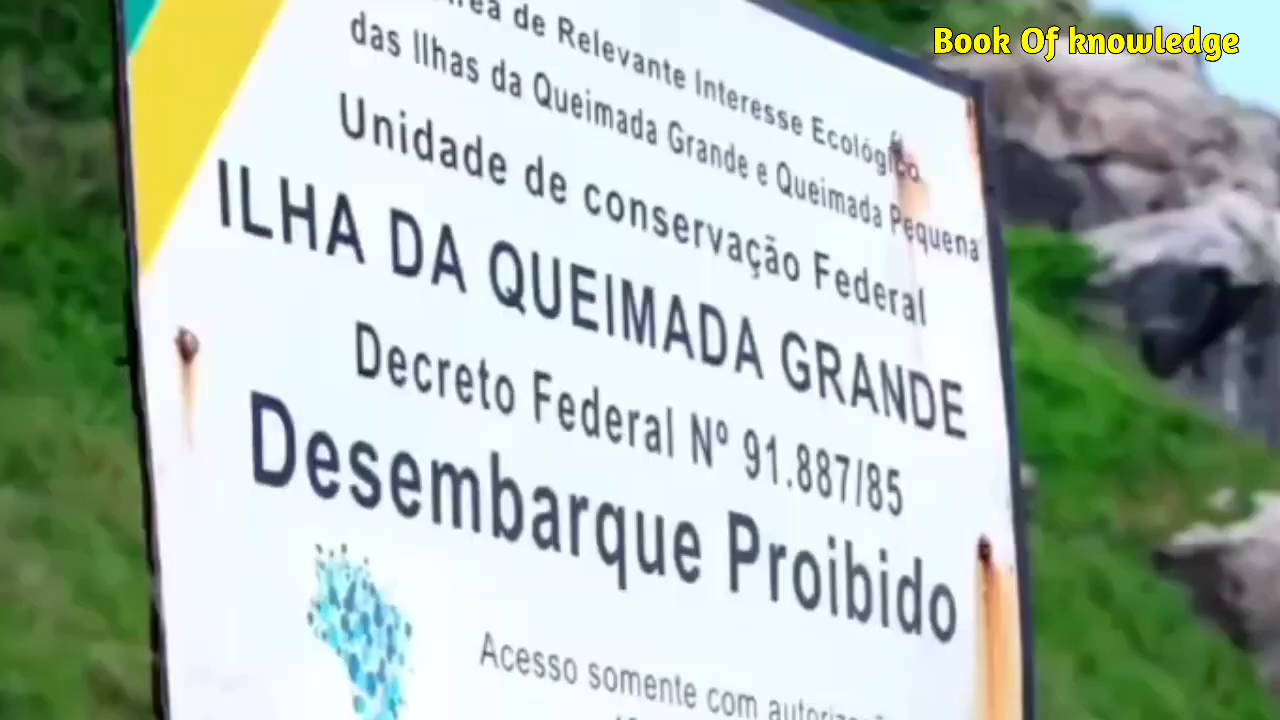 Book Of knowledge
de Relevante Interesse Ecológico
das Ilhas da Queimada Grande e Queimada Pequena
Unidade de conservação Federal
ILHA DA QUEIMADA GRANDE
Decreto Federal Nº 91.887/85
Desembarque Proibido
Acesso somente com